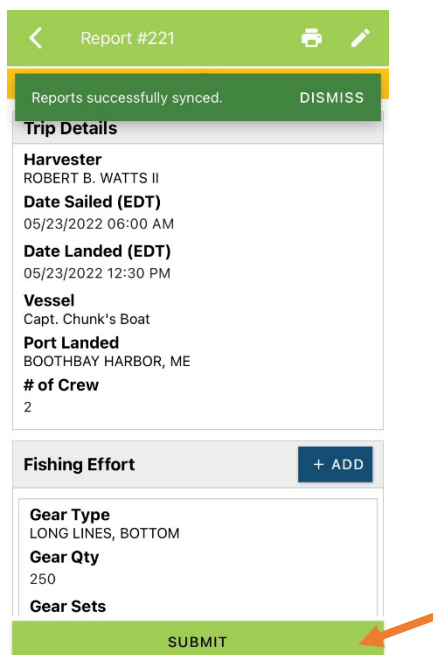 Report #221
Reports successfully synced.
DISMISS
Trip Details
Harvester
ROBERT B. WATTS II
Date Sailed (EDT)
05/23/2022 06:00 AM
Date Landed (EDT)
05/23/2022 12:30 PM
Vessel
Capt. Chunk's Boat
Port Landed
BOOTHBAY HARBOR, ME
# of Crew
2
Fishing Effort
+ ADD
Gear Type
LONG LINES, BOTTOM
Gear Qty
250
Gear Sets
SUBMIT